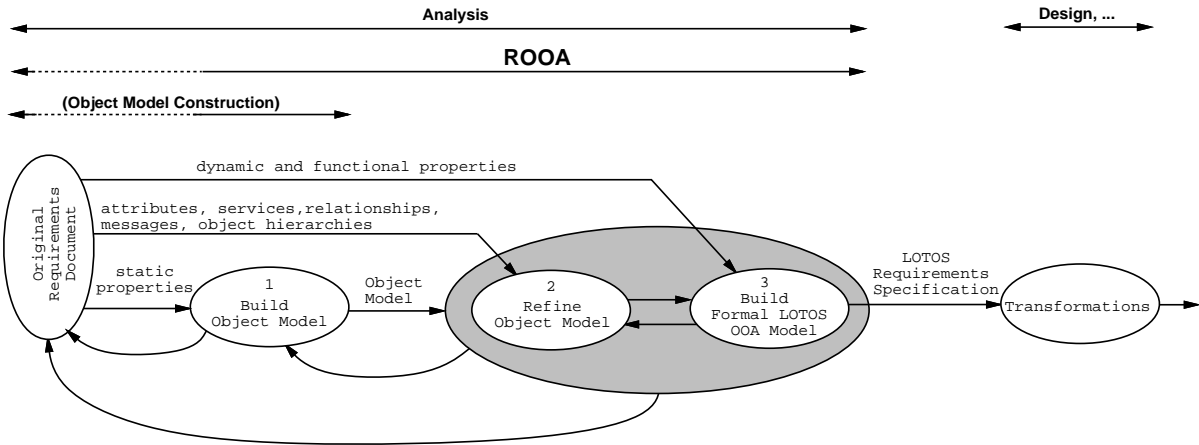 Analysis
Design, ...
ROOA
(Object Model Construction)
dynamic and functional properties
attributes, services,relationships,
messages, object hierarchies
Original
Requirements
Document
static
properties
1
Build
Object Model
Object
Model
2
Refine
Object Model
3
Build
Formal LOTOS
OOA Model
LOTOS
Requirements
Specification
Transformations